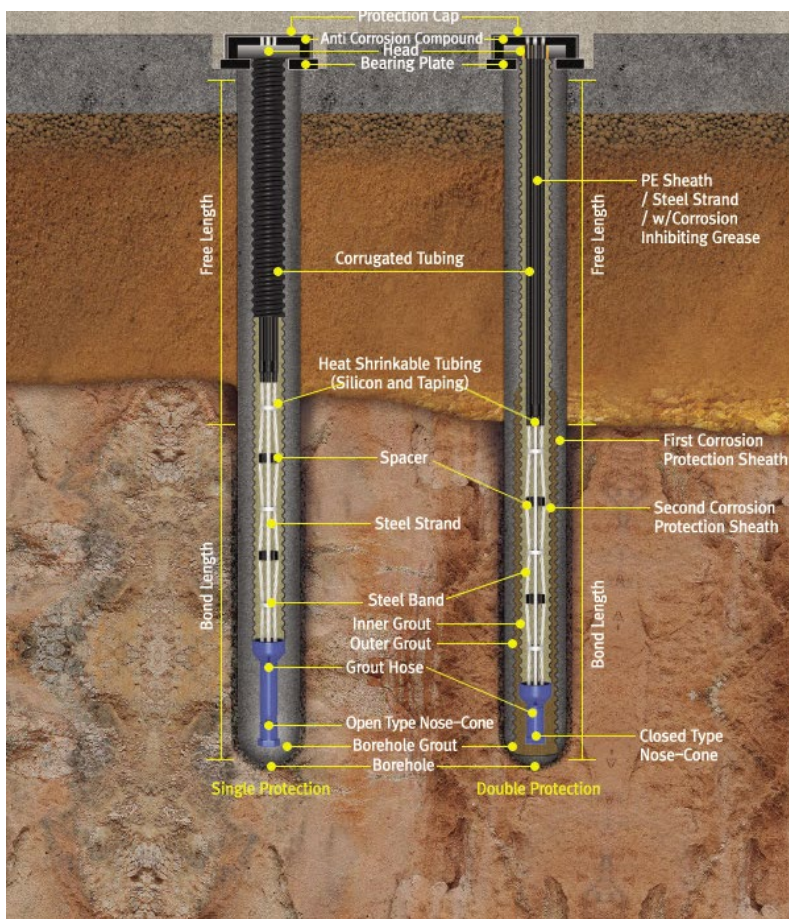 Protection Cap
Anti Corrosion Compound
Head
Bearing Plate
Free Length
Free Length
PE Sheath
/ Steel Strand
/ w/Corrosion
Inhibiting Grease
Corrugated Tubing
Heat Shrinkable Tubing
(Silicon and Taping)
First Corrosion
Protection Sheath
Spacer
Second Corrosion
Protection Sheath
Steel Strand
Bond Length
Bond Length
Steel Band
Inner Grout
Outer Grout
Grout Hose
Open Type Nose-Cone
Closed Type
Nose-Cone
Borehole Grout
Borehole
Single Protection
Double Protection